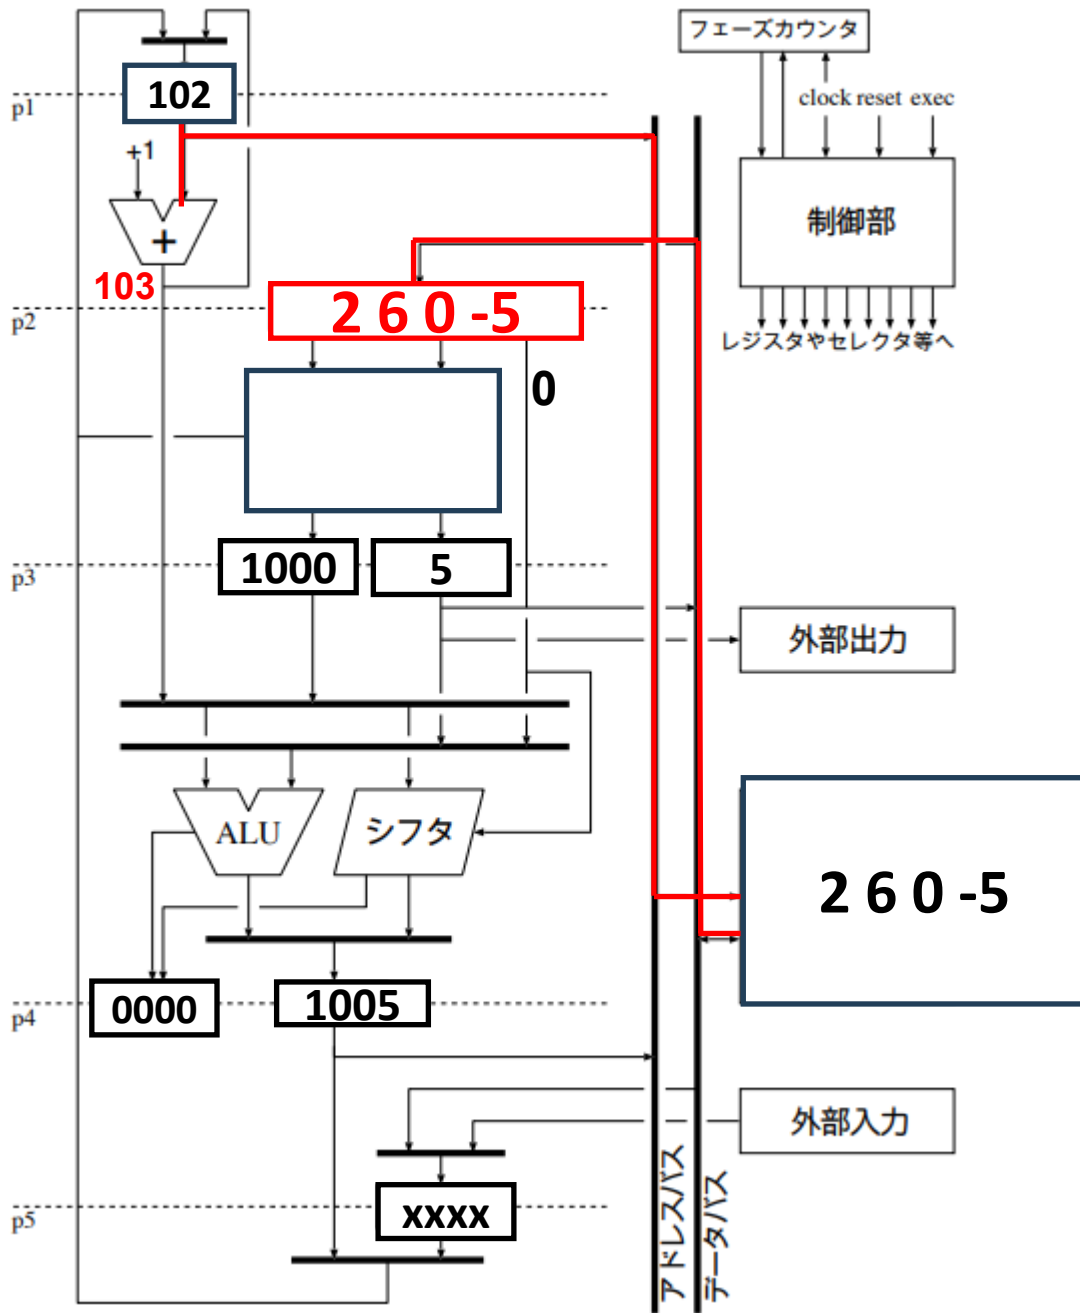 フェーズカウンタ
102
p1
clock reset exec
+1
制御部
+
103
2 6 0 -5
p2
レジスタやセレクタ等へ
0
1000
5
p3
外部出力
ALU
シフタ
2 6 0 -5
0000
1005
p4
外部入力
アドレスバス
データバス
xxxx
p5